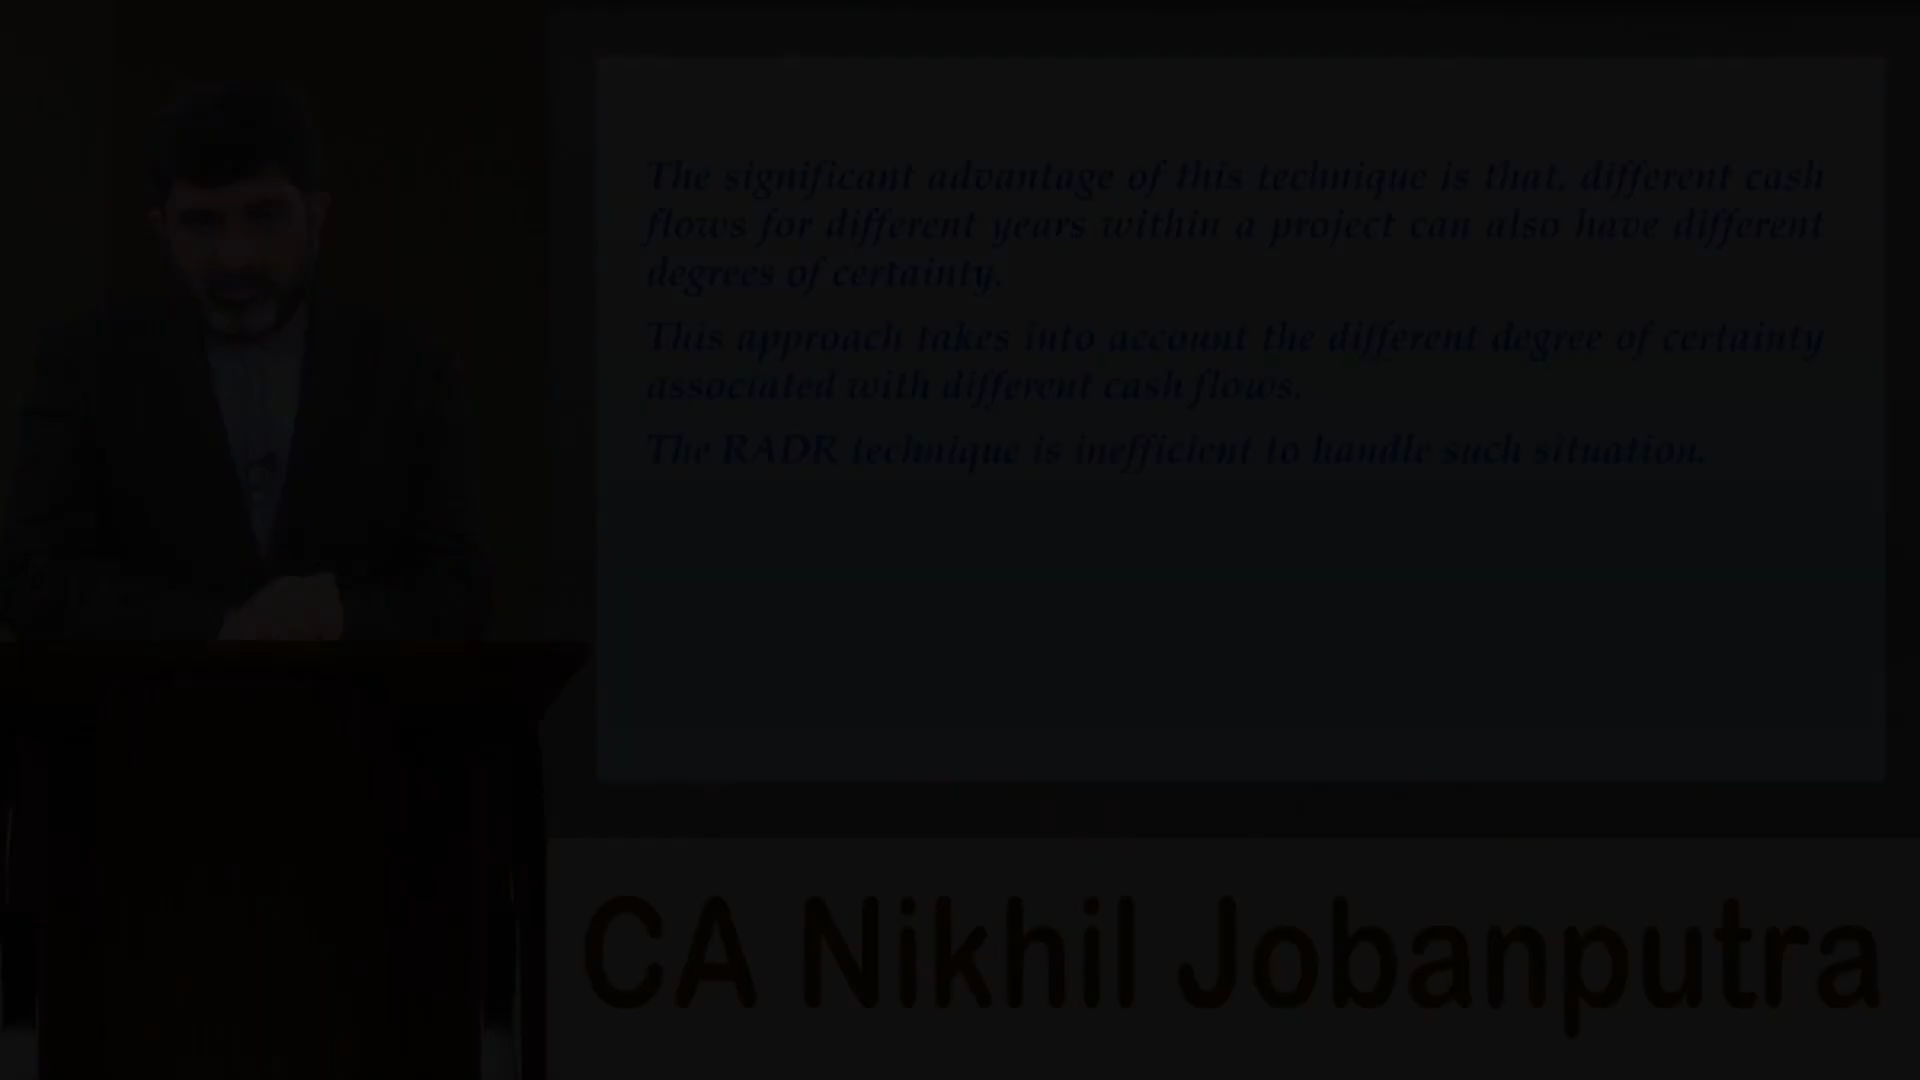 The significant advantage of this technique is that, different cash
flows for different years within a project can also have different
degrees of certainty.
This approach takes into account the different degree of certainty
associated with different cash flows.
The RADR technique is inefficient to handle such situation.
CA Nikhil Jobanputra